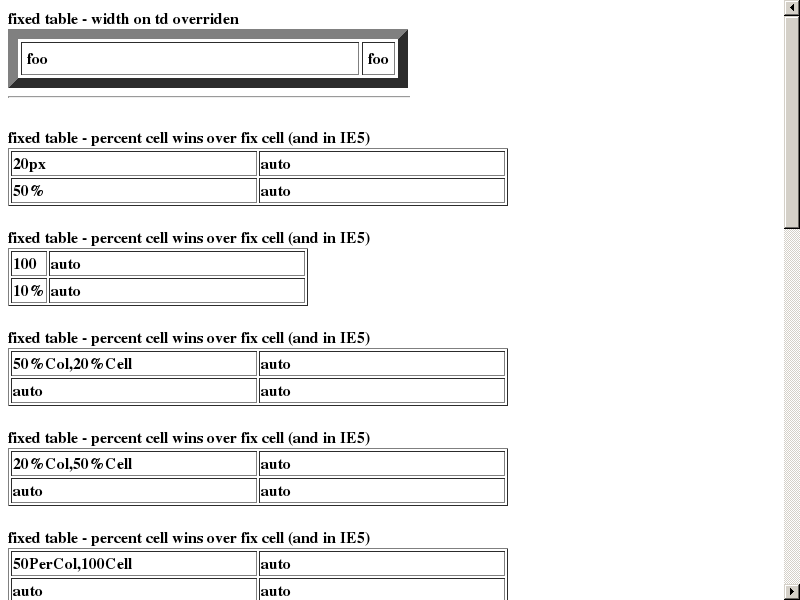 fixed table - width on td overriden
foo foo
fixed table - percent cell wins over fix cell (and in IE5)
20px auto
50% auto
fixed table - percent cell wins over fix cell (and in IE5)
100 auto
10% auto
fixed table - percent cell wins over fix cell (and in IE5)
50%Col,20%Cell auto
auto auto
fixed table - percent cell wins over fix cell (and in IE5)
20%Col,50%Cell auto
auto auto
fixed table - percent cell wins over fix cell (and in IE5)
50PerCol,100Cell auto
auto auto